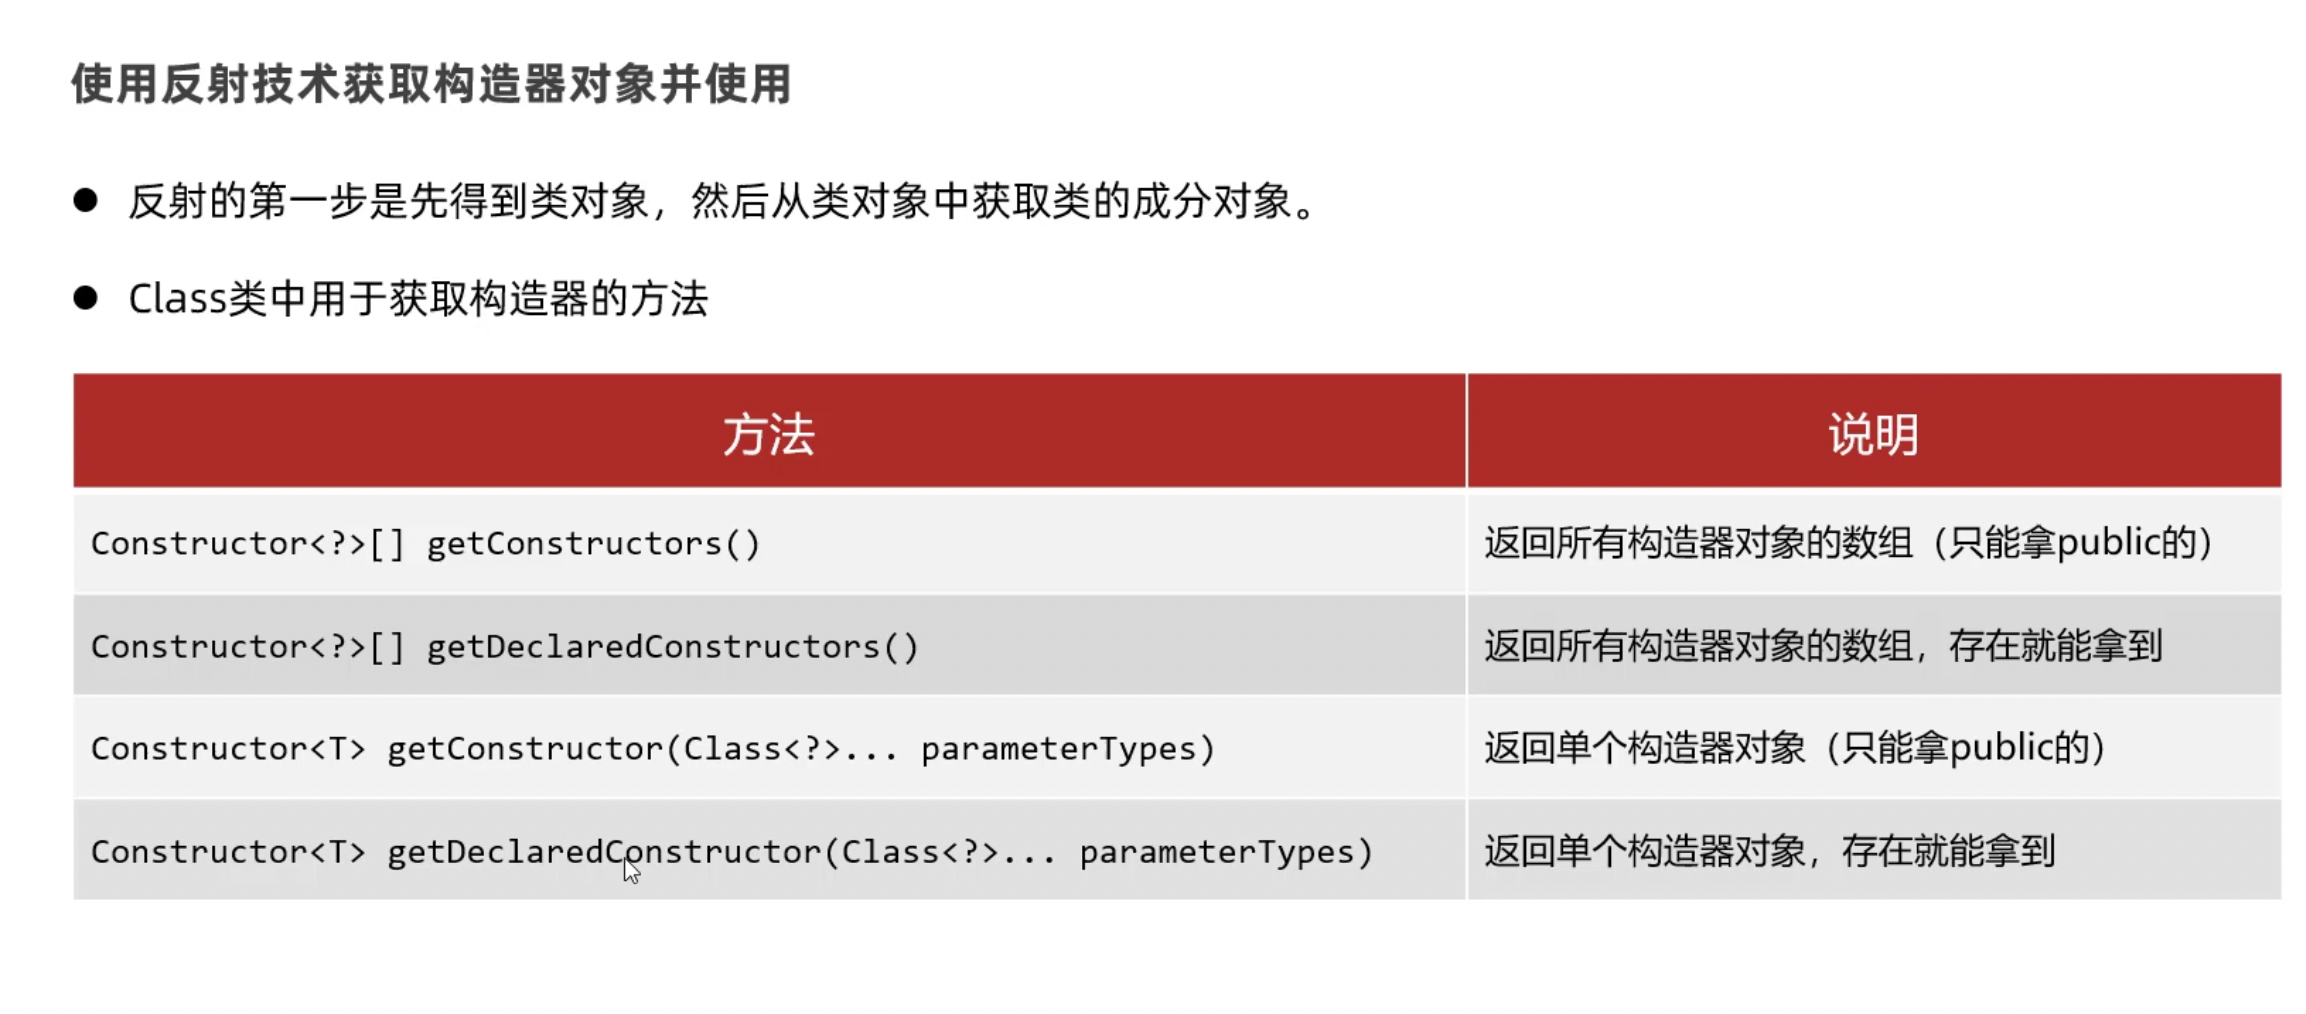 使用反射技术获取构造器对象并使用
● 反射的第一步是先得到类对象，然后从类对象中获取类的成分对象。
● Class类中用于获取构造器的方法
方法 说明
Constructor<?>[] getConstructors() 返回所有构造器对象的数组（只能拿public的）
Constructor<?>[] getDeclaredConstructors() 返回所有构造器对象的数组，存在就能拿到
Constructor<T> getConstructor(Class<?>... parameterTypes) 返回单个构造器对象（只能拿public的）
Constructor<T> getDeclaredConstructor(Class<?>... parameterTypes) 返回单个构造器对象，存在就能拿到